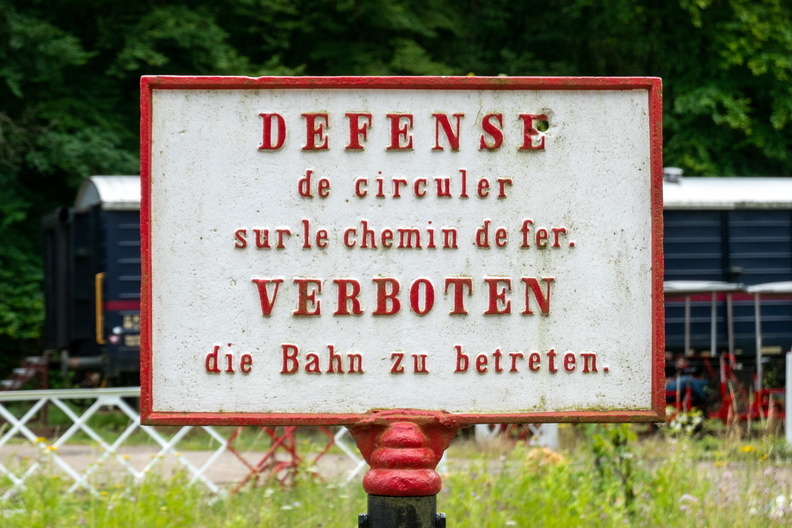 DEFENSE
de circuler
sur le chemin de fer.
VERBOTEN
die Bahn zu betreten.